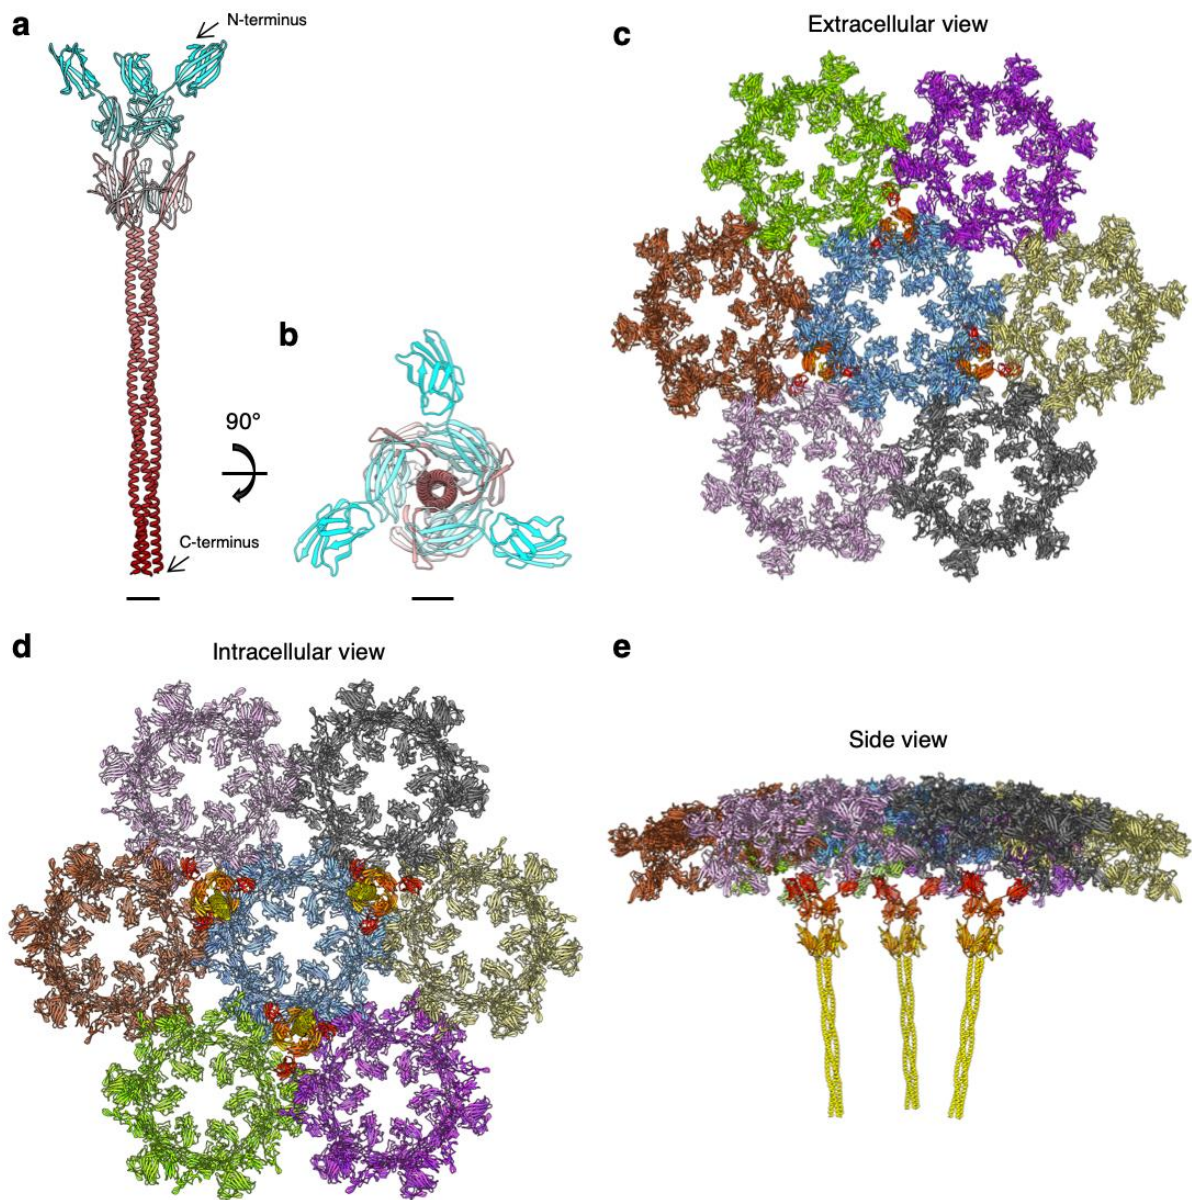 a
N-terminus
C-terminus
b
90°
c
Extracellular view
d
Intracellular view
e
Side view